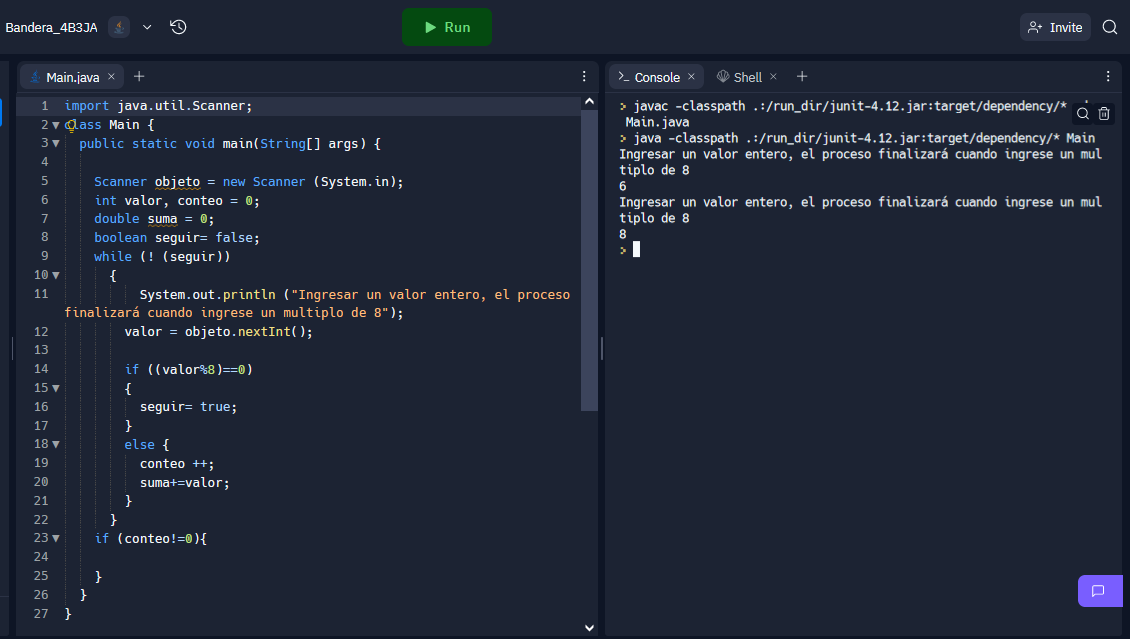 Bandera_4B3JA
Run
Invite
Main.java
1 import java.util.Scanner;
2 class Main {
3 public static void main(String[] args) {
4
5 Scanner objeto = new Scanner (System.in);
6 int valor, conteo = 0;
7 double suma = 0;
8 boolean seguir= false;
9 while (! (seguir))
10 {
11 System.out.println ("Ingresar un valor entero, el proceso
finalizará cuando ingrese un multiplo de 8");
12 valor = objeto.nextInt();
13
14 if ((valor%8)==0)
15 {
16 seguir= true;
17 }
18 else {
19 conteo ++;
20 suma+=valor;
21 }
22 }
23 if (conteo!=0){
24
25 }
26 }
27 }
Console
Shell
> javac -classpath .:/run_dir/junit-4.12.jar:target/dependency/*
Main.java
> java -classpath .:/run_dir/junit-4.12.jar:target/dependency/* Main
Ingresar un valor entero, el proceso finalizará cuando ingrese un mul
tiplo de 8
6
Ingresar un valor entero, el proceso finalizará cuando ingrese un mul
tiplo de 8
8
>